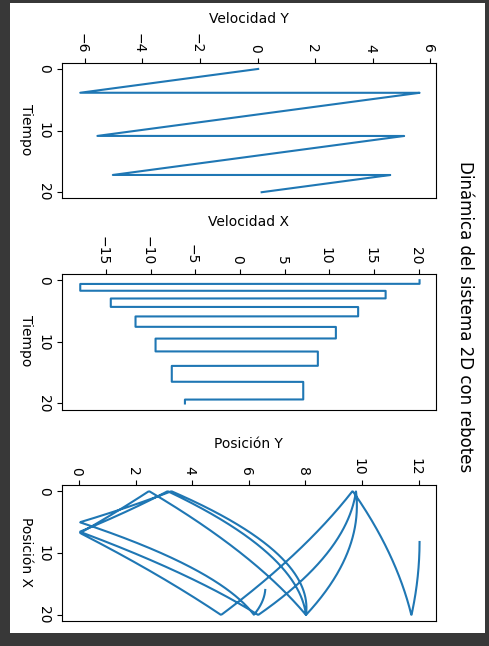 Dinámica del sistema 2D con rebotes
Velocidad Y
6
4
2
0
−2
−4
−6
0 10 20
Tiempo
Velocidad X
20
15
10
5
0
−5
−10
−15
0 10 20
Tiempo
Posición Y
12
10
8
6
4
2
0
0 10 20
Posición X